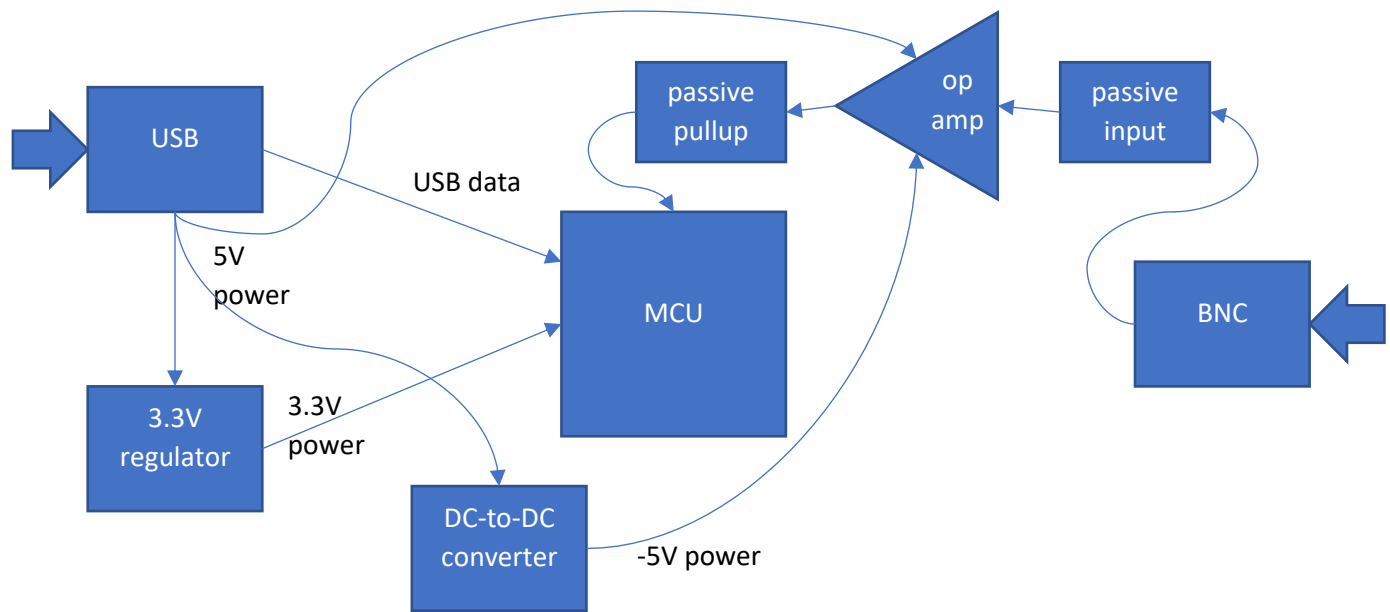 op
amp
passive
pullup
passive
input
USB
USB data
5V
power
MCU
BNC
3.3V
regulator
3.3V
power
DC-to-DC
converter
-5V power